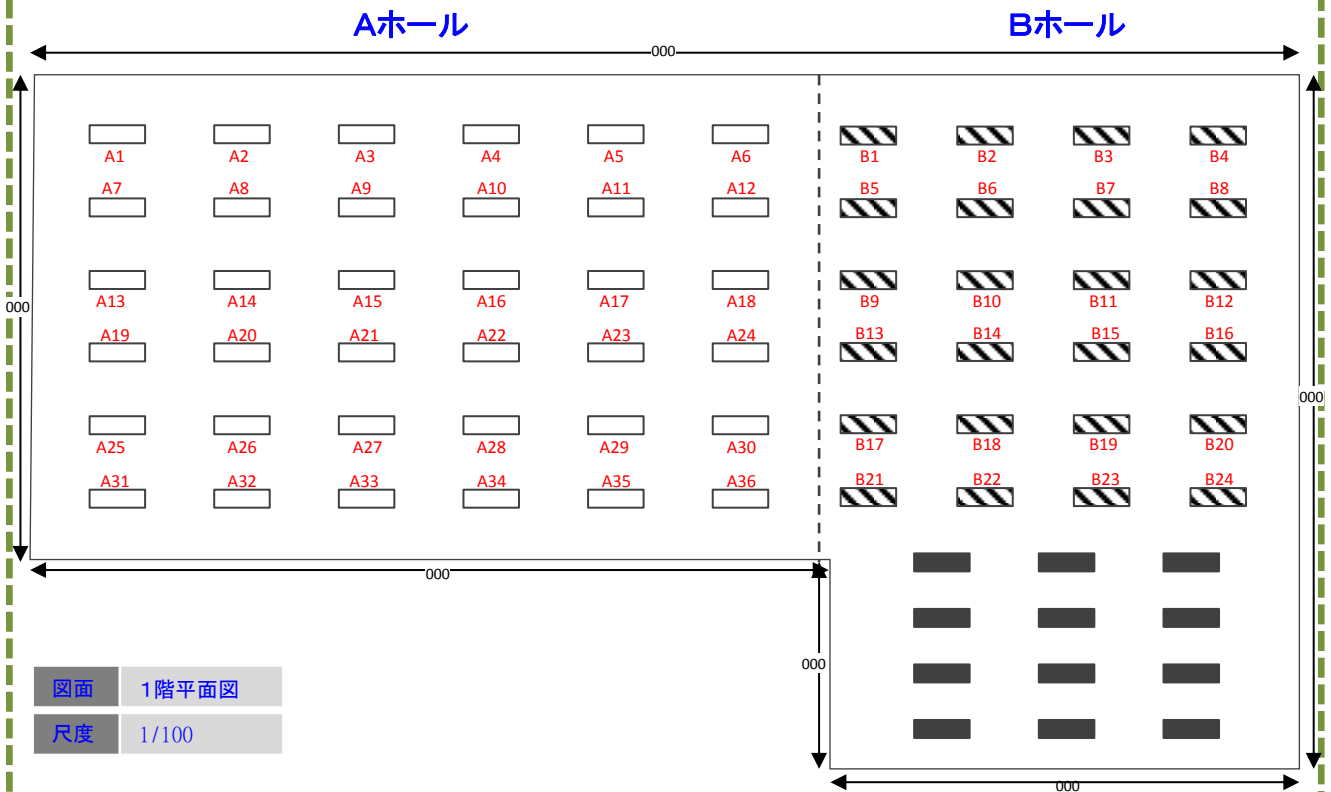 Aホール Bホール
000
A1 A2 A3 A4 A5 A6 B1 B2 B3 B4
A7 A8 A9 A10 A11 A12 B5 B6 B7 B8
A13 A14 A15 A16 A17 A18 B9 B10 B11 B12
000
A19 A20 A21 A22 A23 A24 B13 B14 B15 B16
000
A25 A26 A27 A28 A29 A30 B17 B18 B19 B20
A31 A32 A33 A34 A35 A36 B21 B22 B23 B24
000
000
図面 1階平面図
尺度 1/100
000